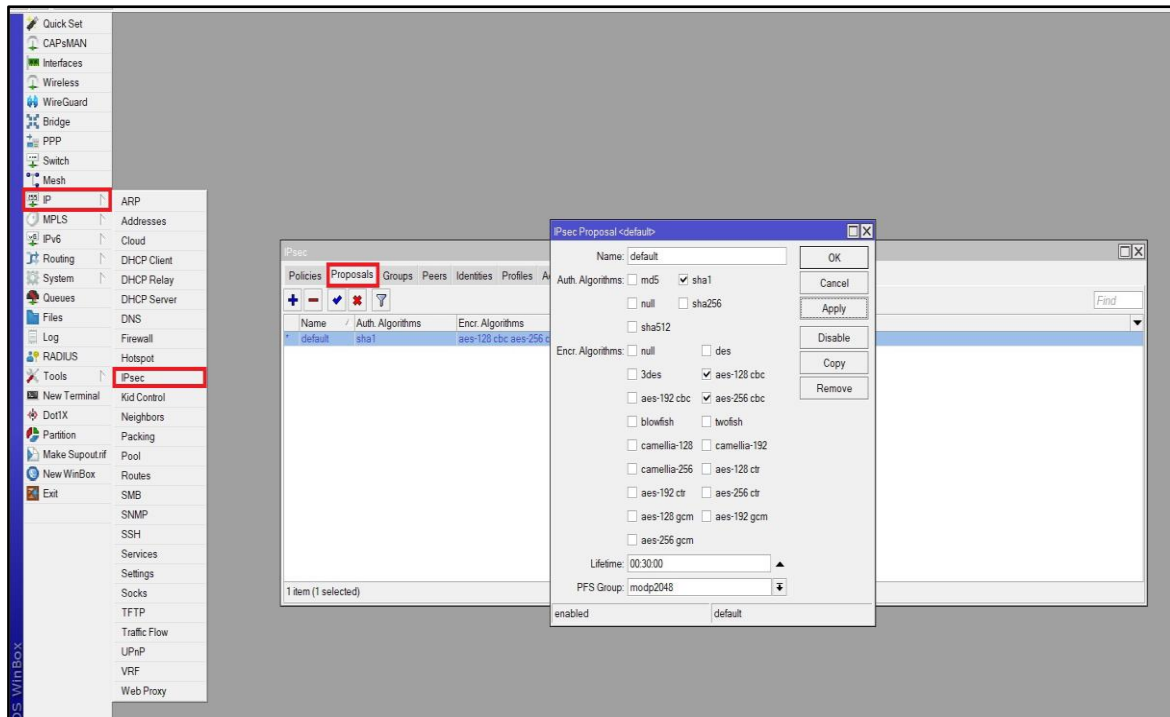 Quick Set
CAPsMAN
Interfaces
Wireless
WireGuard
Bridge
PPP
Switch
Mesh
IP
MPLS
IPv6
Routing
System
Queues
Files
Log
RADIUS
Tools
New Terminal
Dot1X
Partition
Make Supout.rif
New WinBox
Exit
OS WinBox
ARP
Addresses
Cloud
DHCP Client
DHCP Relay
DHCP Server
DNS
Firewall
Hotspot
IPsec
Kid Control
Neighbors
Packing
Pool
Routes
SMB
SNMP
SSH
Services
Settings
Socks
TFTP
Traffic Flow
UPnP
VRF
Web Proxy
IPsec
Policies Proposals Groups Peers Identities Profiles
Find
Name Auth. Algorithms Encr. Algorithms
* default sha1 aes-128 cbc aes-256 c
1 item (1 selected)
IPsec Proposal <default>
Name: default
Auth. Algorithms: md5 sha1
null sha256
sha512
Encr. Algorithms: null des
3des aes-128 cbc
aes-192 cbc aes-256 cbc
blowfish twofish
camellia-128 camellia-192
camellia-256 aes-128 ctr
aes-192 ctr aes-256 ctr
aes-128 gcm aes-192 gcm
aes-256 gcm
Lifetime: 00:30:00
PFS Group: modp2048
enabled default
OK
Cancel
Apply
Disable
Copy
Remove